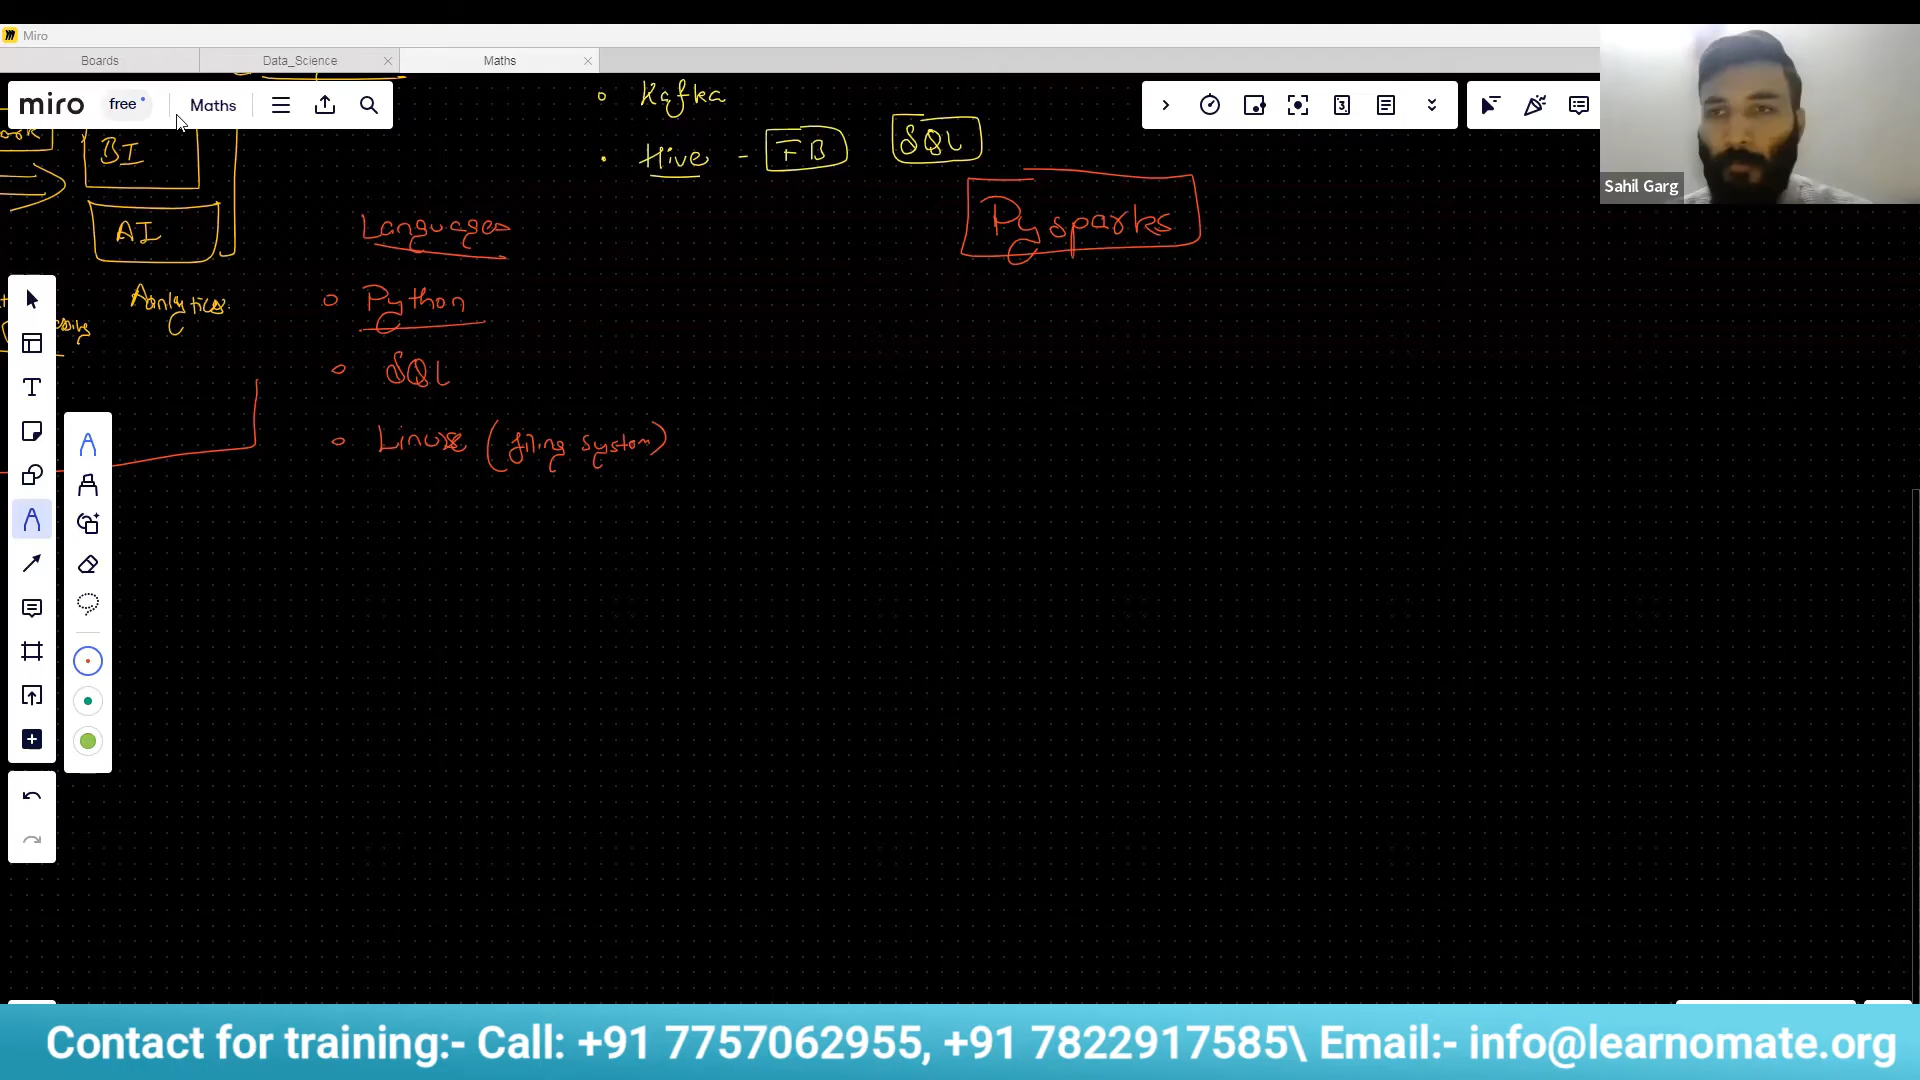 Miro
Boards
Data_Science
Maths
miro free Maths
Kafka
Hive - FB SQL
BI
AI
Languages
Pysparks
Python
SQL
Linux (filing system)
3
Sahil Garg
Contact for training:- Call: +91 7757062955, +91 7822917585\ Email:- info@learnomate.org